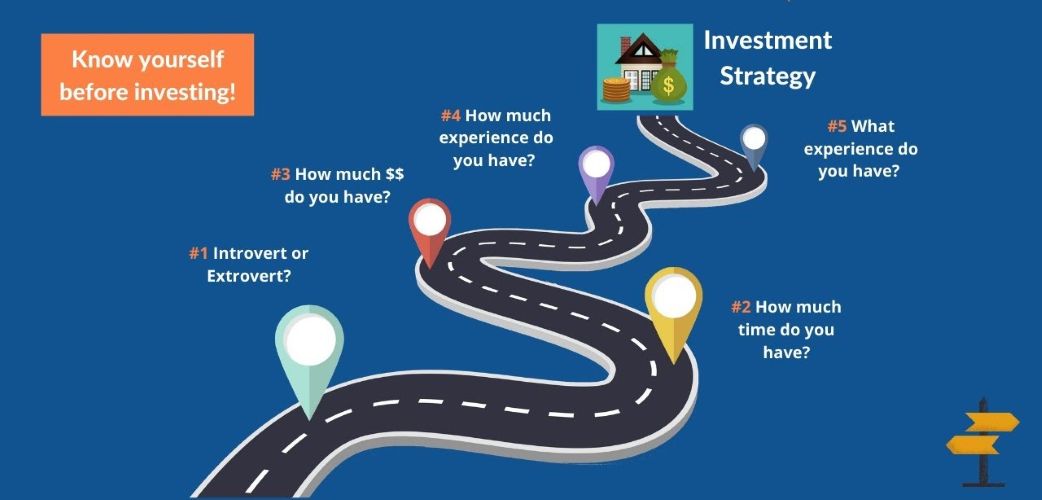 Know yourself
before investing!
Investment
Strategy
$
#1 Introvert or
Extrovert?
#2 How much
time do you
have?
#3 How much $$
do you have?
#4 How much
experience do
you have?
#5 What
experience do
you have?